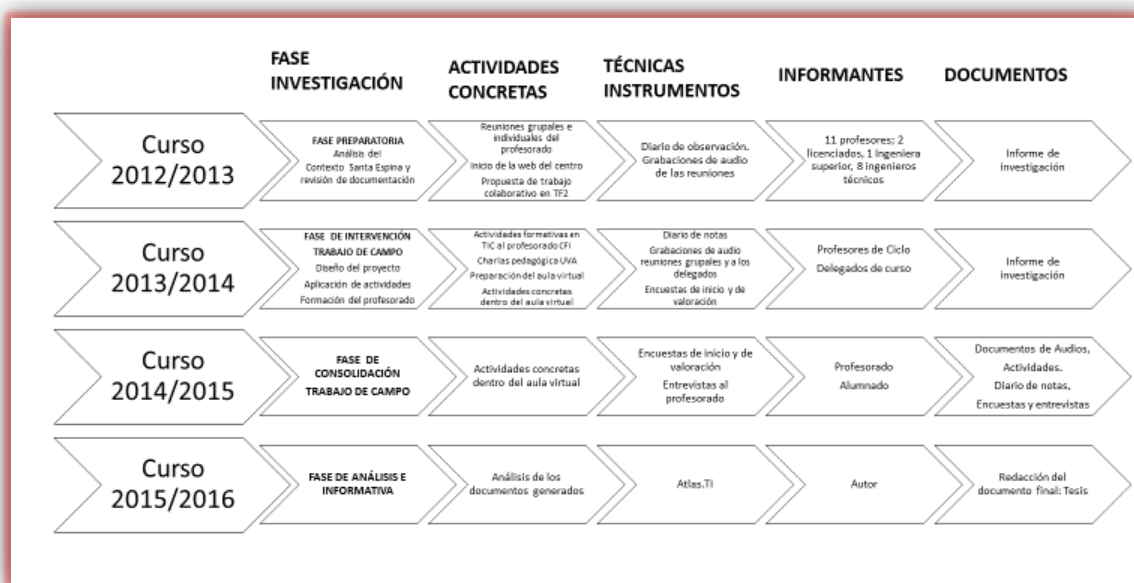 FASE
INVESTIGACIÓN
ACTIVIDADES
CONCRETAS
TÉCNICAS
INSTRUMENTOS
INFORMANTES
DOCUMENTOS
Curso
2012/2013
FASE PREPARATORIA
Análisis del
Contexto Santa Espina y
revisión de documentación
Reuniones grupales e
individuales del
profesorado
Inicio de la web del centro
Propuesta de trabajo
colaborativo en TF2
Diario de observación.
Grabaciones de audio
de las reuniones
11 profesores; 2
licenciados, 1 Ingeniera
superior, 8 ingenieros
técnicos
Informe de
investigación
Curso
2013/2014
FASE DE INTERVENCIÓN
TRABAJO DE CAMPO
Diseño del proyecto
Aplicación de actividades
Formación del profesorado
Actividades formativas en
TIC al profesorado CFI
Charlas pedagógica UVA
Preparación del aula virtual
Actividades concretas
dentro del aula virtual
Diario de notas
Grabaciones de audio
reuniones grupales y a los
delegados
Encuestas de inicio y de
valoración
Profesores de Ciclo
Delegados de curso
Informe de
investigación
Curso
2014/2015
FASE DE
CONSOLIDACIÓN
TRABAJO DE CAMPO
Actividades concretas
dentro del aula virtual
Encuestas de inicio y de
valoración
Entrevistas al
profesorado
Profesorado
Alumnado
Documentos de Audios,
Actividades.
Diario de notas,
Encuestas y entrevistas
Curso
2015/2016
FASE DE ANÁLISIS E
INFORMATIVA
Análisis de los
documentos generados
Atlas.TI
Autor
Redacción del
documento final: Tesis